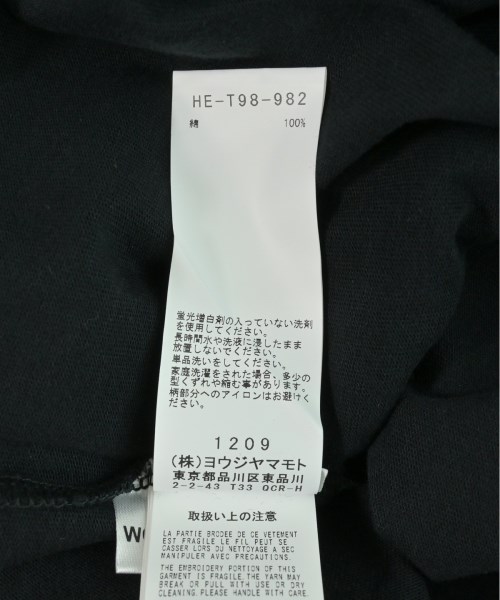 HE-T98-982
綿 100%
蛍光増白剤の入っていない洗剤
を使用してください。
長時間水や洗液に浸したまま
放置しないでください。
単品洗いをしてください。
家庭洗濯をされた場合、多少の
型くずれや縮む事があります。
柄部分へのアイロンはお避けく
ださい。
1209
(株)ヨウジヤマモト
東京都品川区東品川
2-2-43 T33 OCR-H
取扱い上の注意
LA PARTIE BRODEE DE CE VETEMENT
EST FRAGILE LE FIL PEUT SE
CASSER LORS DU NETTOYAGE A SEC
MANIPULER AVEC PRECAUTION.
THE EMBROIDERY PORTION OF THIS
GARMENT IS FRAGILE. THE YARN MAY
BREAK OR PULL WITH USE OR DRY
CLEANING. PLEASE HANDLE WITH CARE.